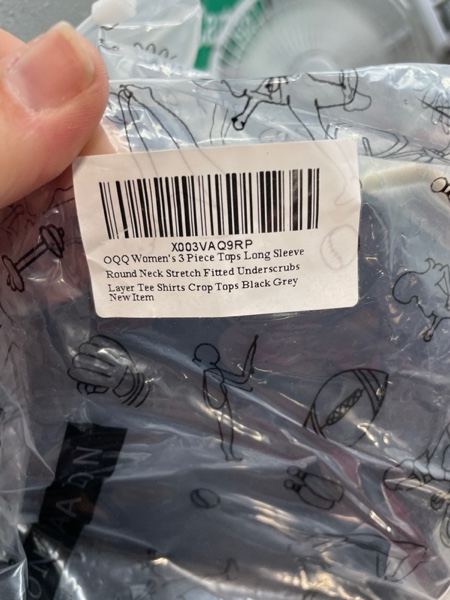 X003VAQ9RP
OQQ Women's 3 Piece Tops Long Sleeve
Round Neck Stretch Fitted Underscrubs
Layer Tee Shirts Crop Tops Black Grey
New Item